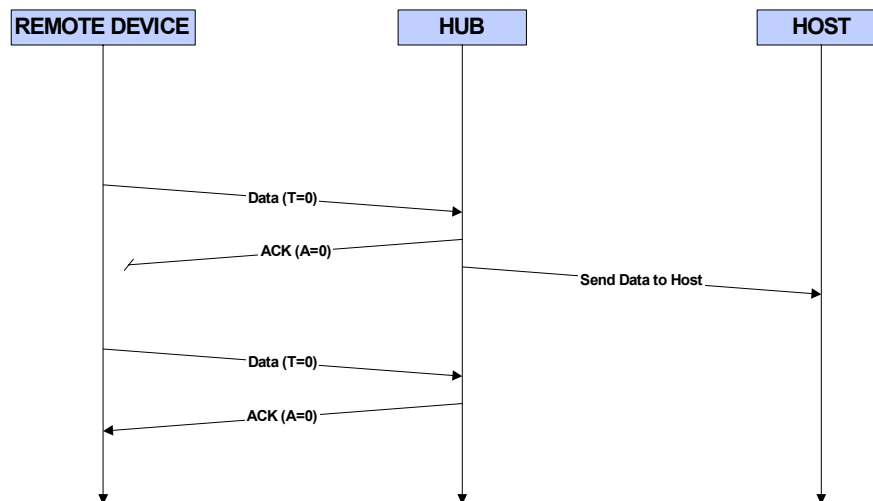 REMOTE DEVICE
HUB
HOST
Data (T=0)
ACK (A=0)
Send Data to Host
Data (T=0)
ACK (A=0)